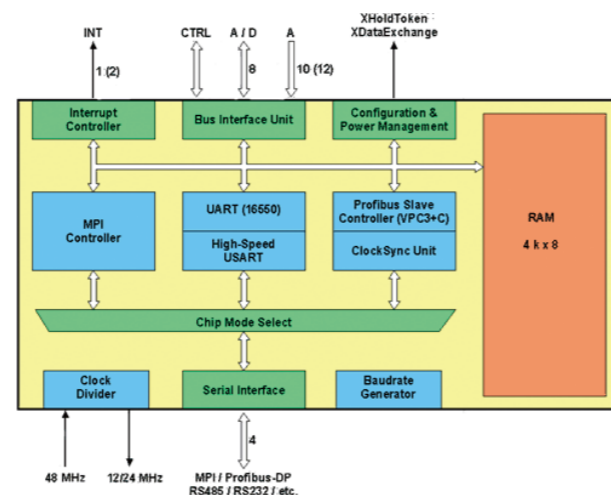 INT
CTRL
A / D
A
XHoldToken
XDataExchange
1 (2)
8
10 (12)
Interrupt
Controller
Bus Interface Unit
Configuration &
Power Management
MPI
Controller
UART (16550)
High-Speed
USART
Profibus Slave
Controller (VPC3+C)
ClockSync Unit
RAM
4 k x 8
Chip Mode Select
Clock
Divider
Serial Interface
Baudrate
Generator
4
48 MHz
12/24 MHz
MPI / Profibus-DP
RS485 / RS232 / etc.